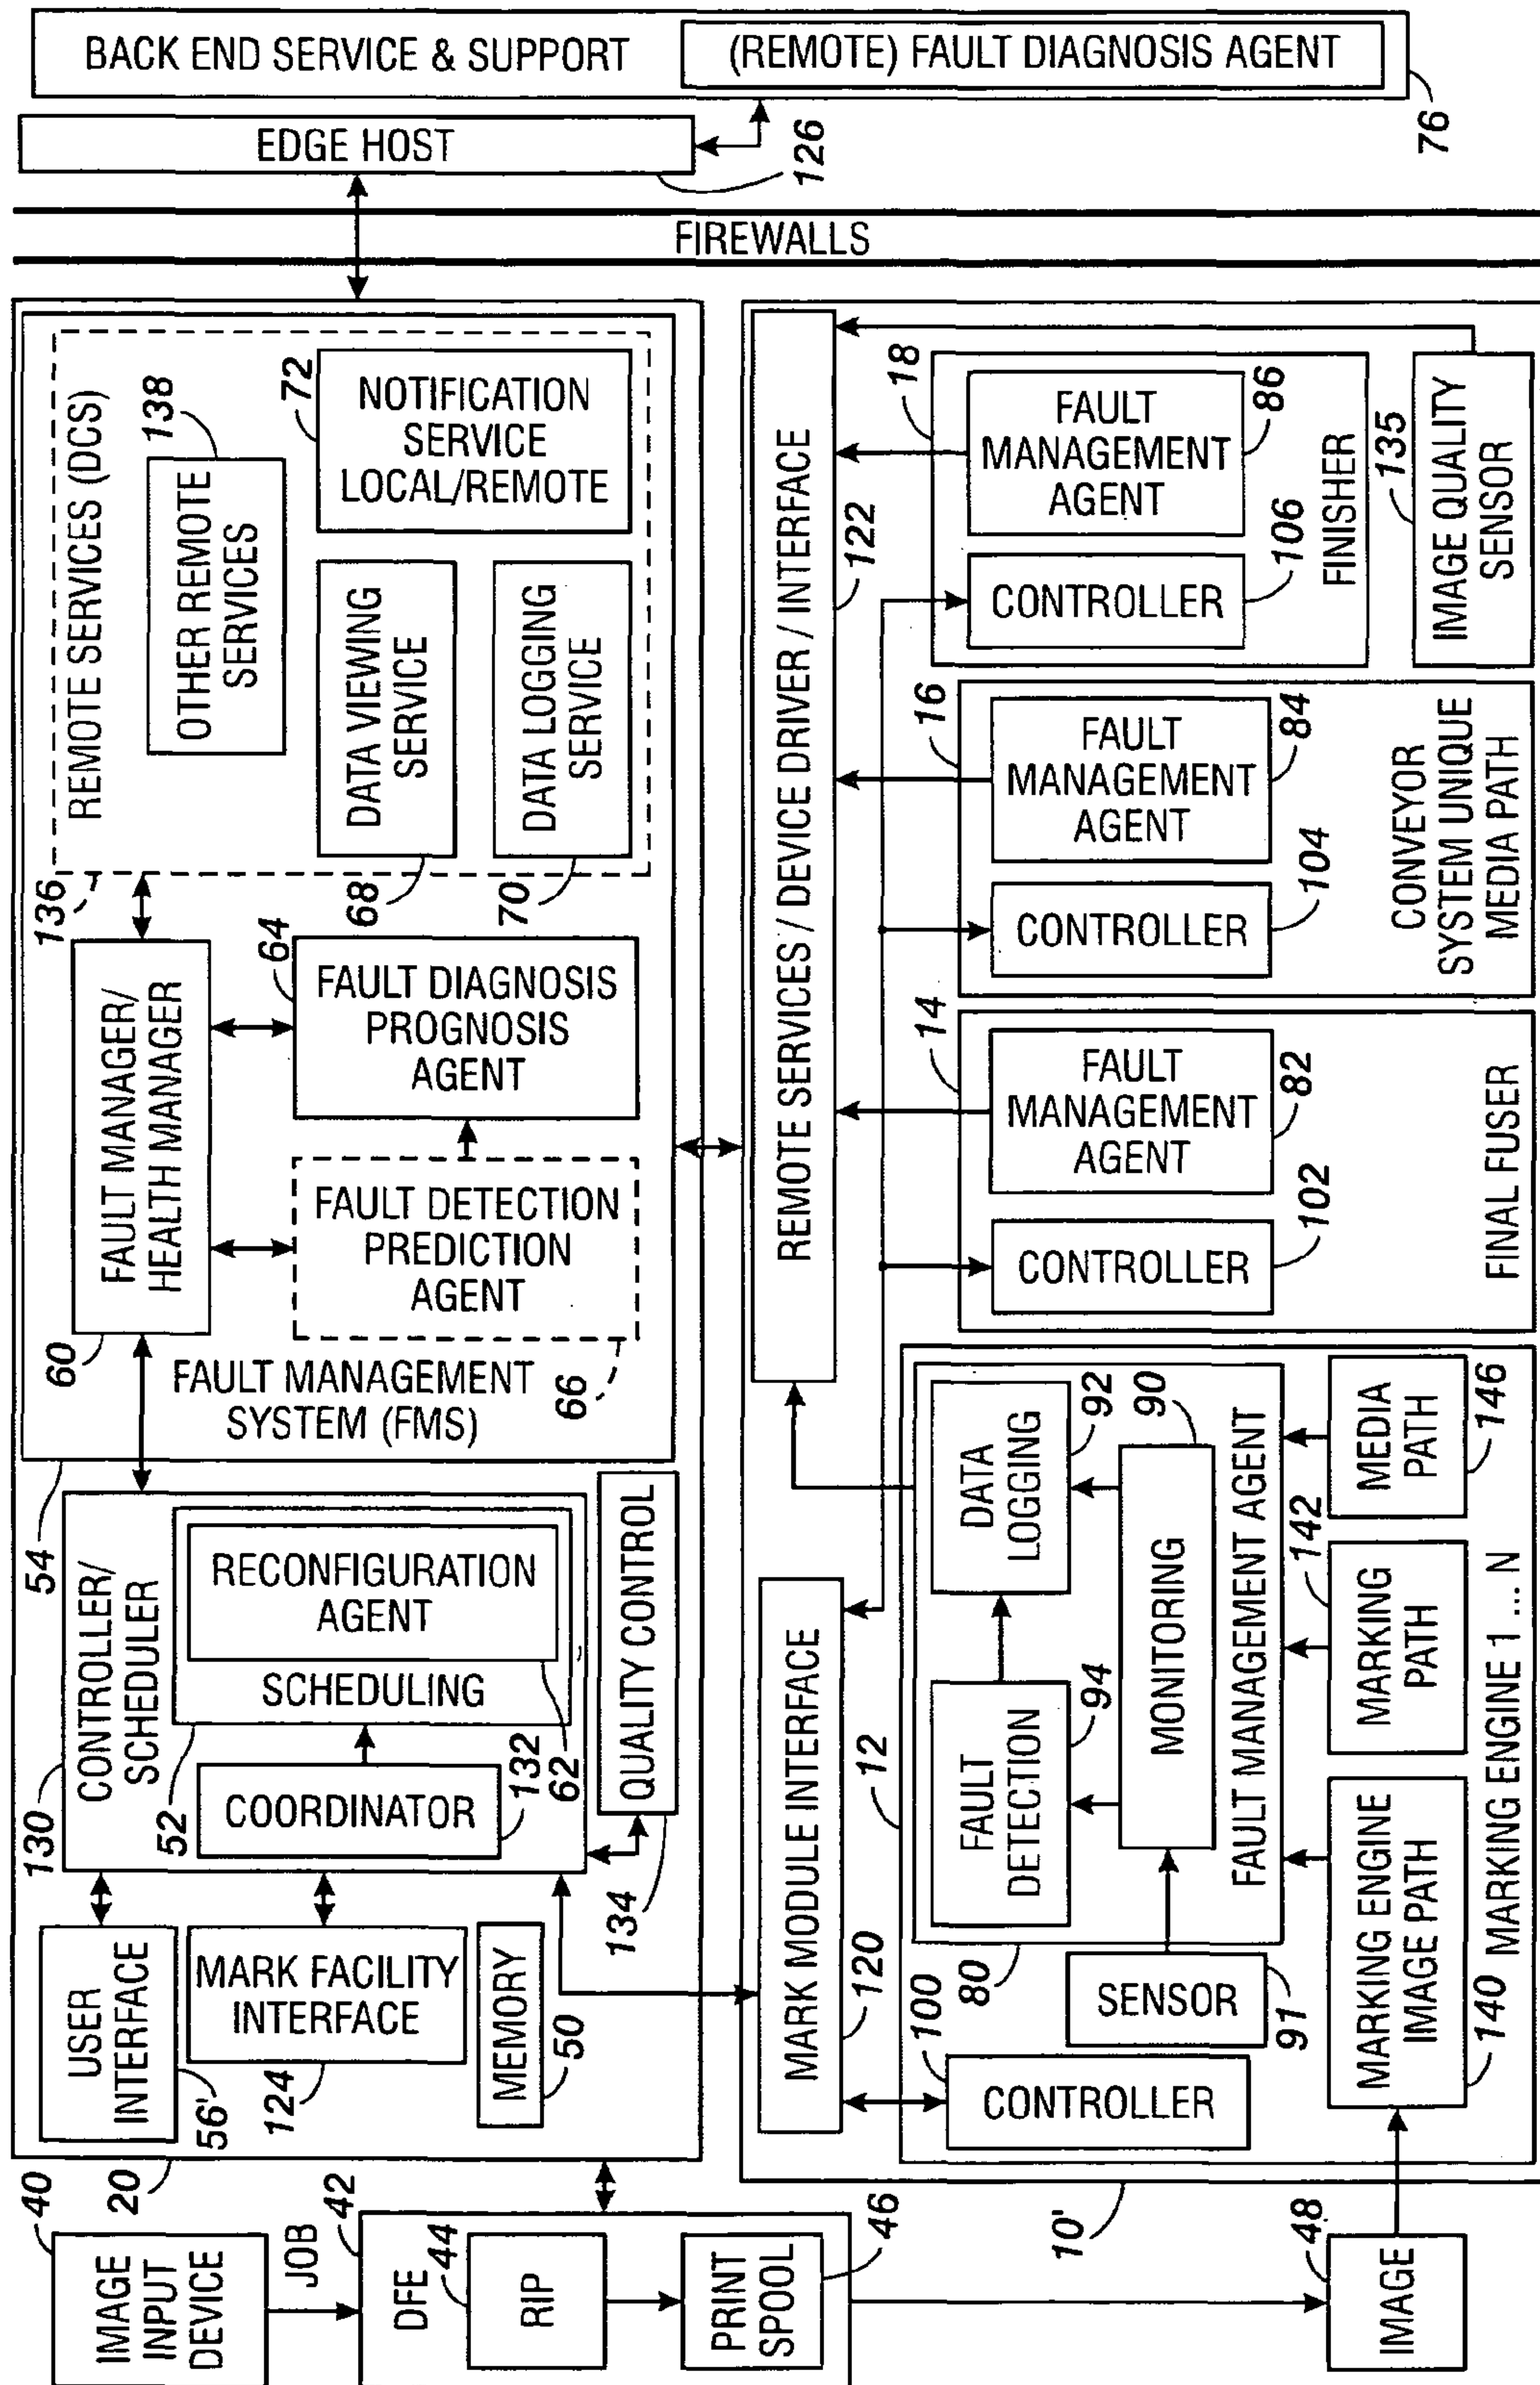 IMAGE
INPUT
DEVICE
40
JOB
42
DFE
44
RIP
PRINT
SPOOL
46
48
IMAGE
20
USER
INTERFACE
56'
MARK FACILITY
INTERFACE
124
MEMORY
50
130
CONTROLLER/
SCHEDULER
52
RECONFIGURATION
AGENT
SCHEDULING
COORDINATOR
132
62
QUALITY CONTROL
134
54
FAULT MANAGEMENT
SYSTEM (FMS)
60
FAULT MANAGER/
HEALTH MANAGER
FAULT DETECTION
PREDICTION
AGENT
66
64
FAULT DIAGNOSIS
PROGNOSIS
AGENT
136
REMOTE SERVICES (DCS)
OTHER REMOTE
SERVICES
138
DATA VIEWING
SERVICE
68
DATA LOGGING
SERVICE
70
72
NOTIFICATION
SERVICE
LOCAL/REMOTE
FIREWALLS
EDGE HOST
126
BACK END SERVICE & SUPPORT
(REMOTE) FAULT DIAGNOSIS AGENT
76
10'
MARK MODULE INTERFACE
120
REMOTE SERVICES / DEVICE DRIVER / INTERFACE
122
12
100
CONTROLLER
80
SENSOR
91
FAULT
DETECTION
94
DATA
LOGGING
92
MONITORING
90
FAULT MANAGEMENT AGENT
MARKING ENGINE
IMAGE PATH
140
MARKING
PATH
142
MEDIA
PATH
146
MARKING ENGINE 1 ... N
14
CONTROLLER
102
FAULT
MANAGEMENT
AGENT
82
FINAL FUSER
16
CONTROLLER
104
FAULT
MANAGEMENT
AGENT
84
CONVEYOR
SYSTEM UNIQUE
MEDIA PATH
18
CONTROLLER
106
FAULT
MANAGEMENT
AGENT
86
FINISHER
135
IMAGE QUALITY
SENSOR